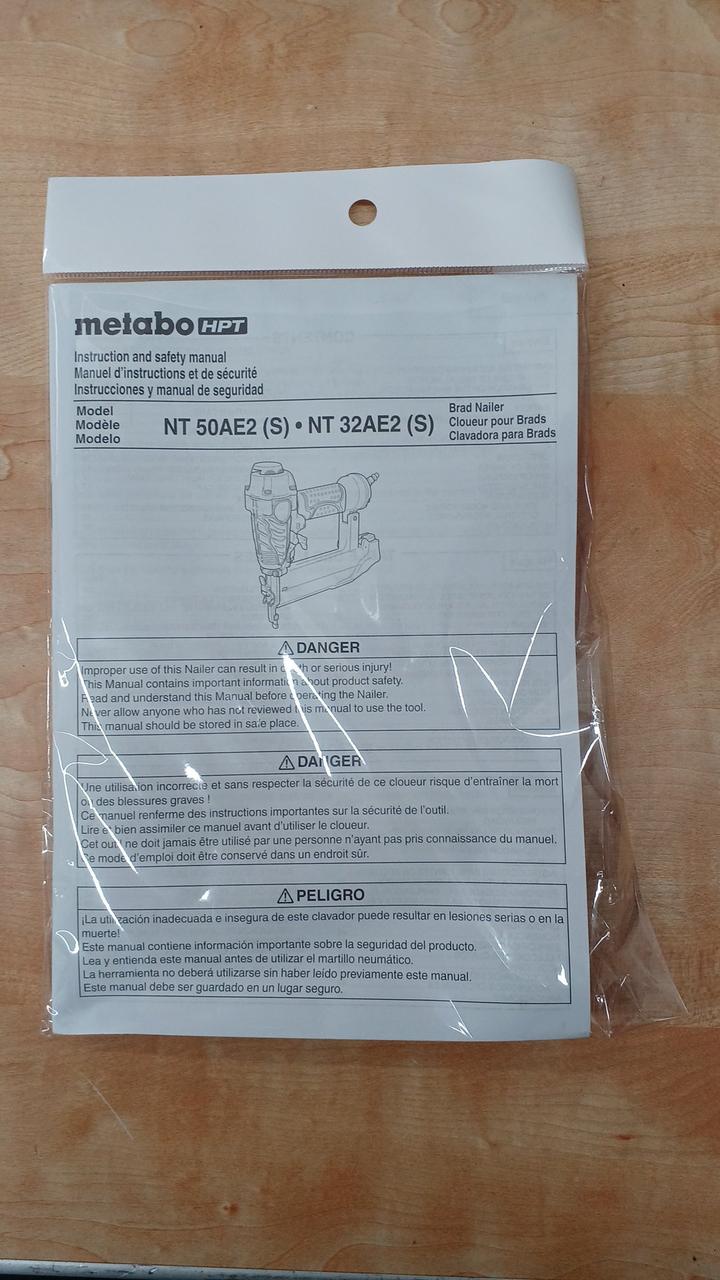 metabo HPT
Instruction and safety manual
Manuel d'instructions et de sécurité
Instrucciones y manual de seguridad
Model
Modèle
Modelo
NT 50AE2 (S) • NT 32AE2 (S)
Brad Nailer
Cloueur pour Brads
Clavadora para Brads
DANGER
Improper use of this Nailer can result in death or serious injury!
This Manual contains important information about product safety.
Read and understand this Manual before operating the Nailer.
Never allow anyone who has not reviewed this manual to use the tool.
This manual should be stored in safe place.
DANGER
Une utilisation incorrecte et sans respecter la sécurité de ce cloueur risque d'entraîner la mort
ou des blessures graves !
Ce manuel renferme des instructions importantes sur la sécurité de l'outil.
Lire et bien assimiler ce manuel avant d'utiliser le cloueur.
Cet outil ne doit jamais être utilisé par une personne n'ayant pas pris connaissance du manuel.
Ce mode d'emploi doit être conservé dans un endroit sûr.
PELIGRO
¡La utilización inadecuada e insegura de este clavador puede resultar en lesiones serias o en la
muerte!
Este manual contiene información importante sobre la seguridad del producto.
Lea y entienda este manual antes de utilizar el martillo neumático.
La herramienta no deberá utilizarse sin haber leído previamente este manual.
Este manual debe ser guardado en un lugar seguro.